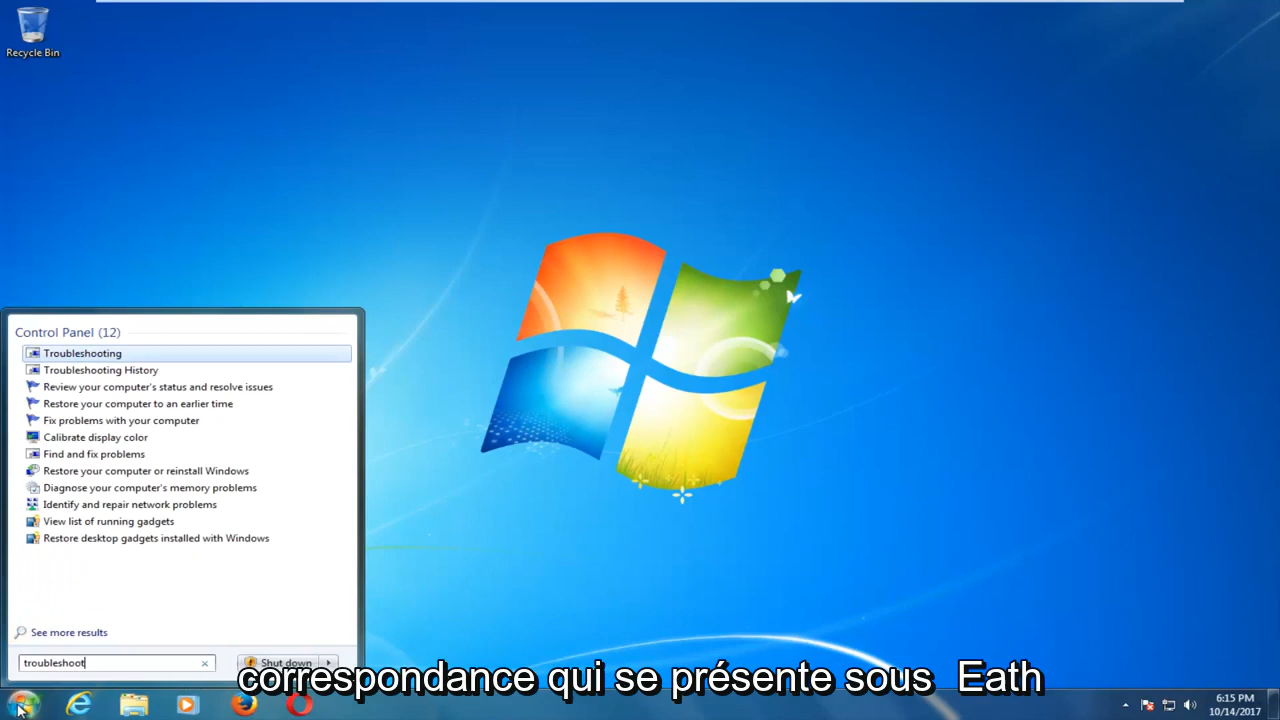 Recycle Bin
Control Panel (12)
Troubleshooting
Troubleshooting History
Review your computer's status and resolve issues
Restore your computer to an earlier time
Fix problems with your computer
Calibrate display color
Find and fix problems
Restore your computer or reinstall Windows
Diagnose your computer's memory problems
Identify and repair network problems
View list of running gadgets
Restore desktop gadgets installed with Windows
See more results
troubleshoot
Shut down
correspondance qui se présente sous Eath
6:15 PM
10/14/2017